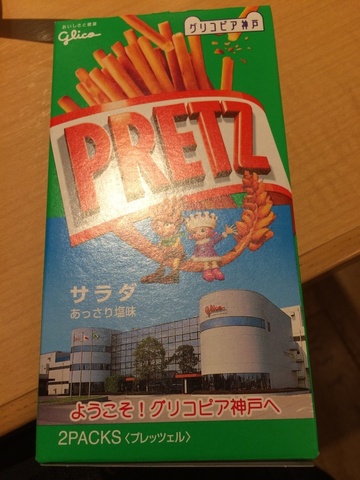 おいしさと健康
glico
グリコピア神戸
PRETZ
サラダ
あっさり塩味
Glico
ようこそ!グリコピア神戸へ
2PACKS〈プレッツェル〉